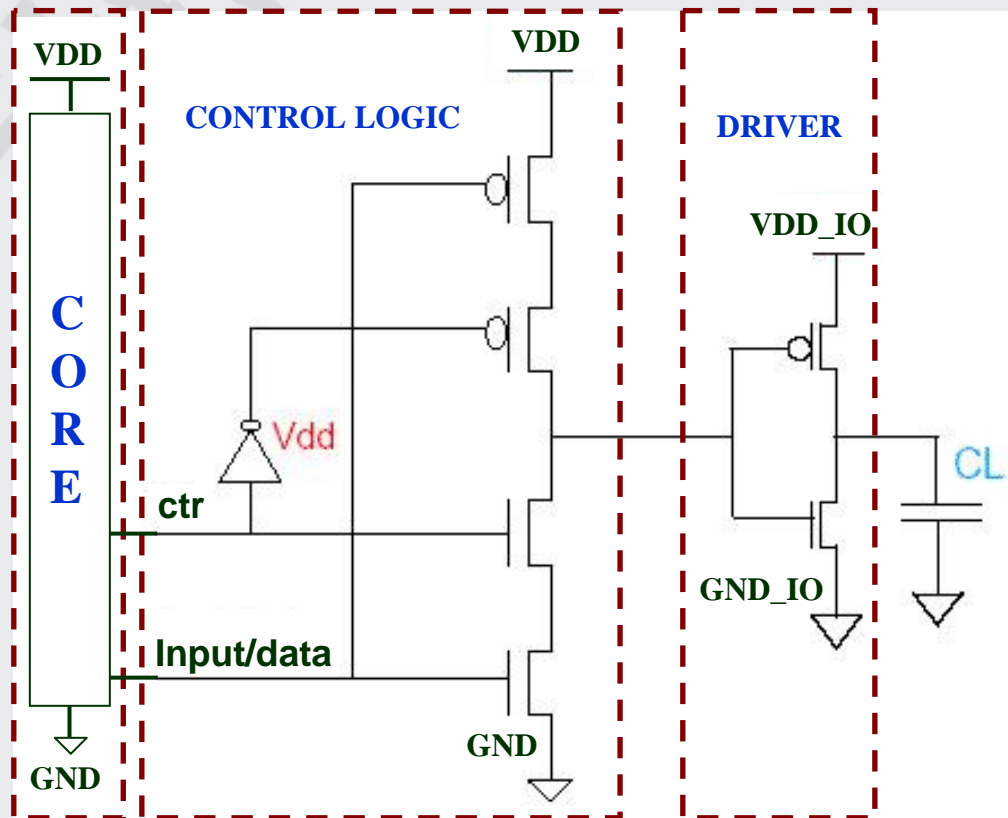 VDD
VDD
CONTROL LOGIC
DRIVER
VDD_IO
C
O
R
E
Vdd
CL
ctr
GND_IO
Input/data
GND
GND